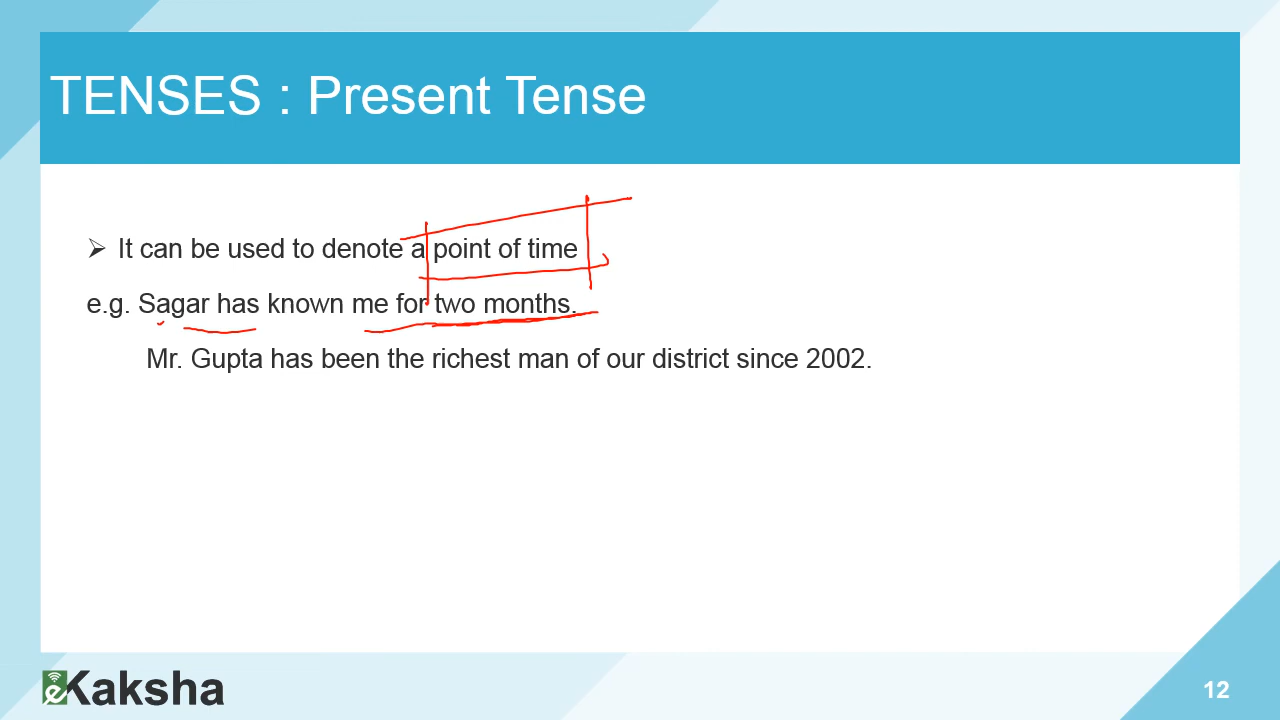 TENSES : Present Tense
➢ It can be used to denote a point of time
e.g. Sagar has known me for two months.
Mr. Gupta has been the richest man of our district since 2002.
eKaksha
12